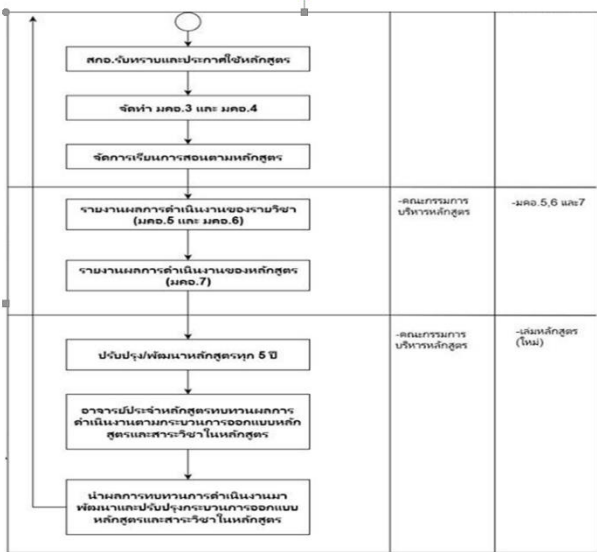 สกอ.รับทราบและประกาศใช้หลักสูตร
จัดทำ มคอ.3 และ มคอ.4
จัดการเรียนการสอนตามหลักสูตร
รายงานผลการดำเนินงานของรายวิชา
(มคอ.5 และ มคอ.6)
-คณะกรรมการ
บริหารหลักสูตร
-มคอ.5,6 และ7
รายงานผลการดำเนินงานของหลักสูตร
(มคอ.7)
ปรับปรุง/พัฒนาหลักสูตรทุก 5 ปี
-คณะกรรมการ
บริหารหลักสูตร
-เล่มหลักสูตร
(ใหม่)
อาจารย์ประจำหลักสูตรทบทวนผลการ
ดำเนินงานตามกระบวนการออกแบบหลัก
สูตรและสาระวิชาในหลักสูตร
นำผลการทบทวนการดำเนินงานมา
พัฒนาและปรับปรุงกระบวนการออกแบบ
หลักสูตรและสาระวิชาในหลักสูตร